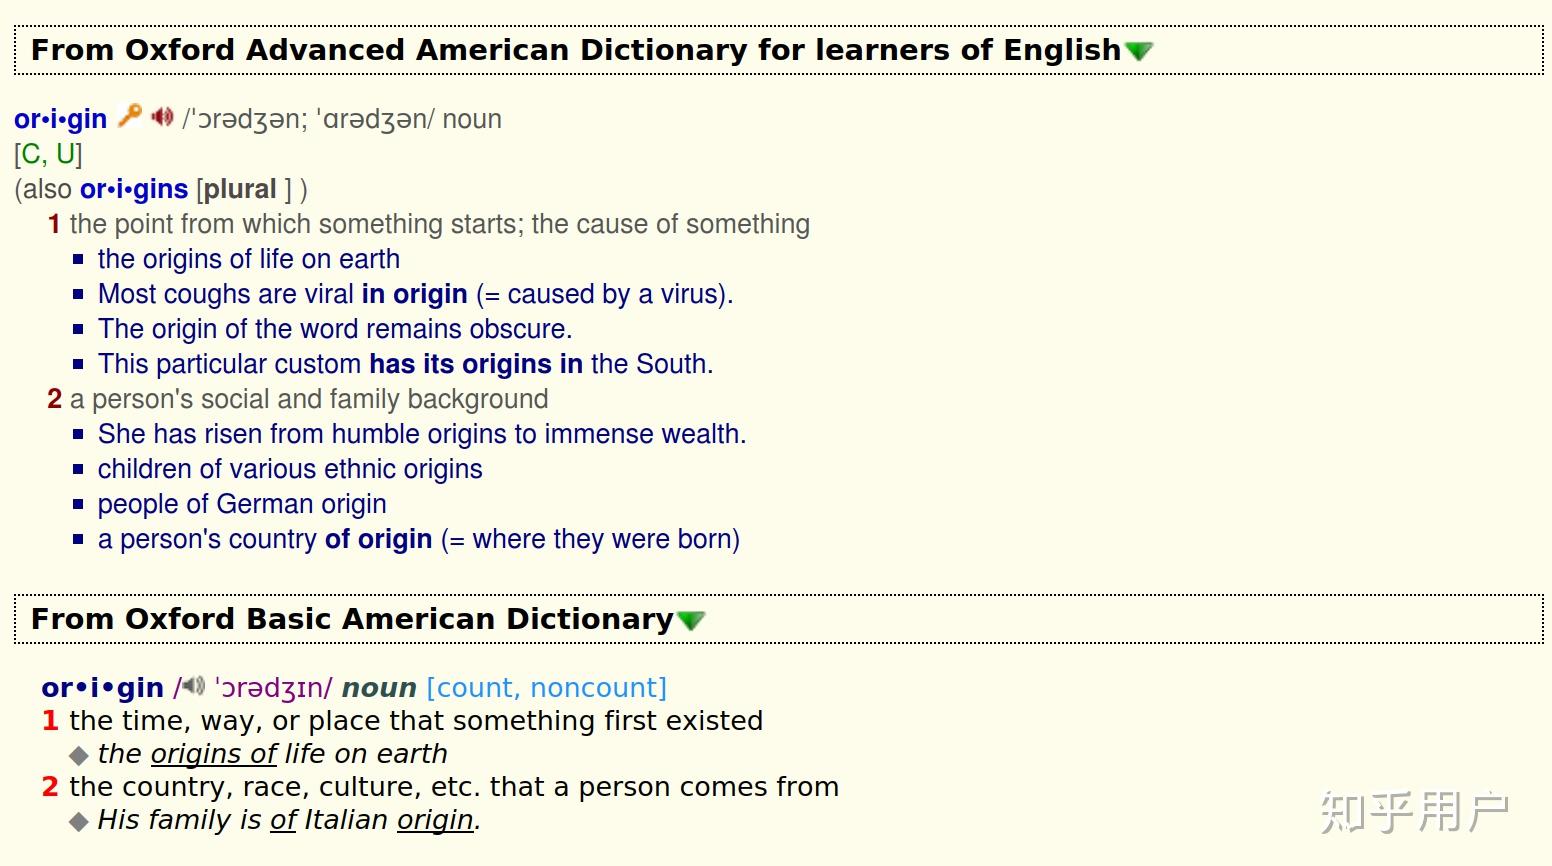 From Oxford Advanced American Dictionary for learners of English
or•i•gin /ˈɔrədʒən; ˈɑrədʒən/ noun
[C, U]
(also or•i•gins [plural ] )
1 the point from which something starts; the cause of something
■ the origins of life on earth
■ Most coughs are viral in origin (= caused by a virus).
■ The origin of the word remains obscure.
■ This particular custom has its origins in the South.
2 a person's social and family background
■ She has risen from humble origins to immense wealth.
■ children of various ethnic origins
■ people of German origin
■ a person's country of origin (= where they were born)
From Oxford Basic American Dictionary
or•i•gin / ˈɔrədʒɪn/ noun [count, noncount]
1 the time, way, or place that something first existed
◆ the origins of life on earth
2 the country, race, culture, etc. that a person comes from
◆ His family is of Italian origin.
知乎用户